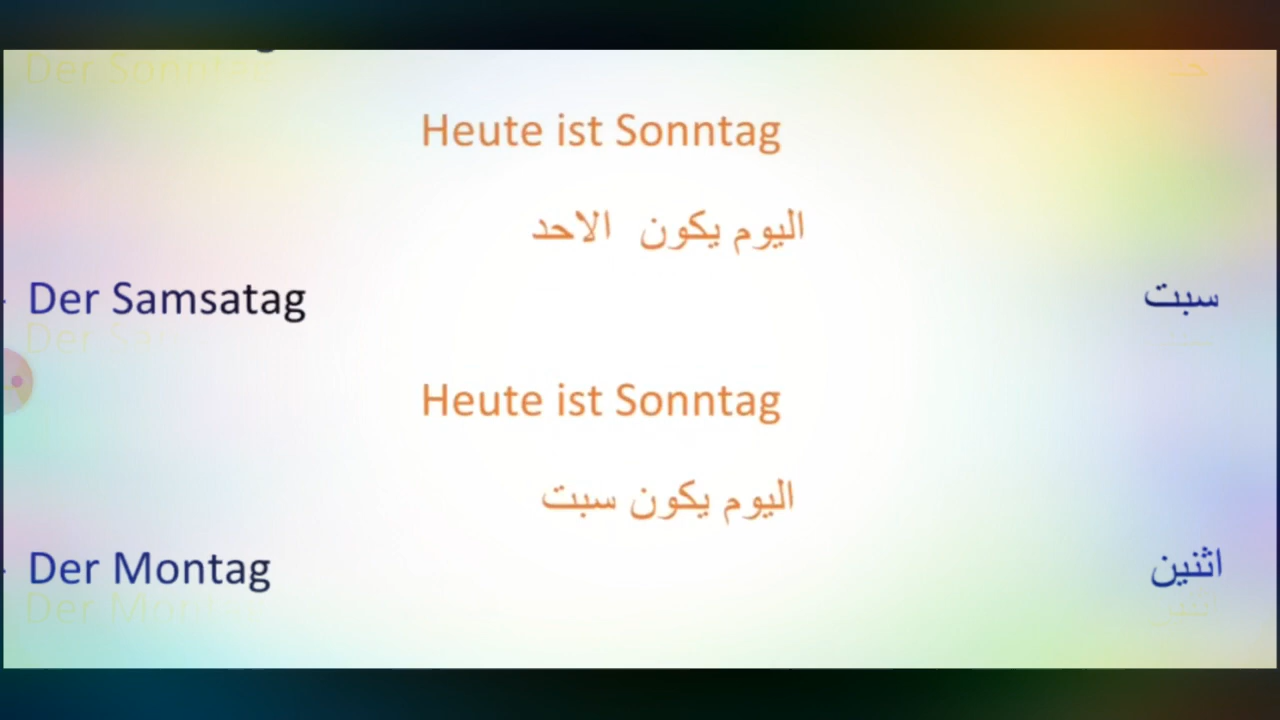 Heute ist Sonntag
اليوم يكون الاحد
Der Samsatag سبت
Heute ist Sonntag
اليوم يكون سبت
Der Montag اثنين